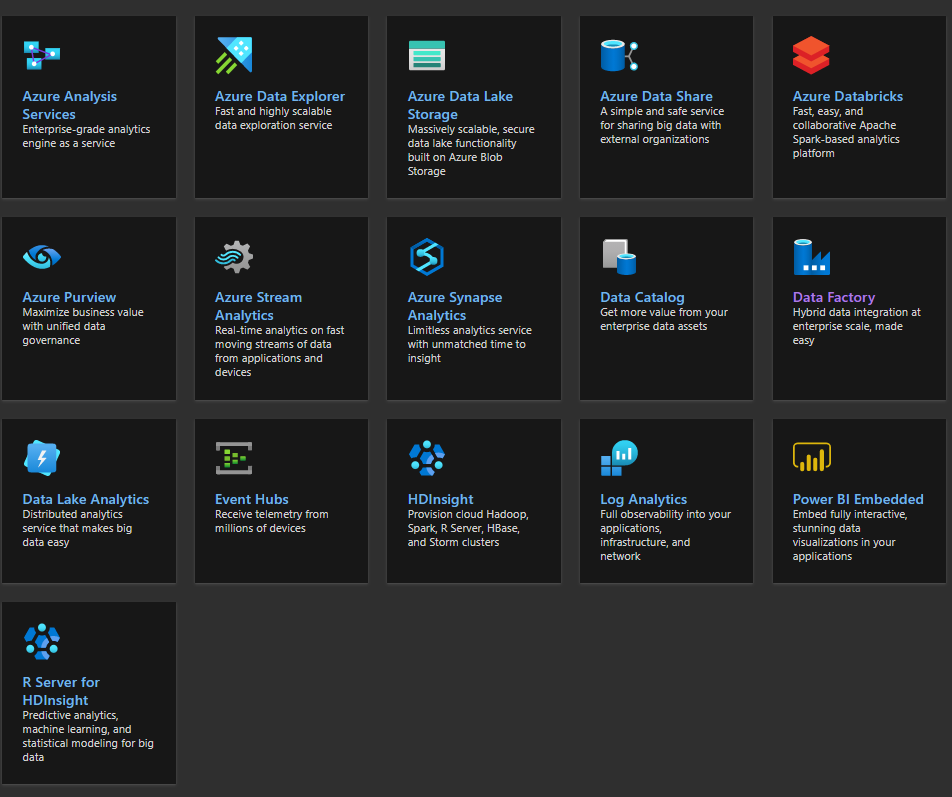 Azure Analysis
Services
Enterprise-grade analytics
engine as a service
Azure Data Explorer
Fast and highly scalable
data exploration service
Azure Data Lake
Storage
Massively scalable, secure
data lake functionality
built on Azure Blob
Storage
Azure Data Share
A simple and safe service
for sharing big data with
external organizations
Azure Databricks
Fast, easy, and
collaborative Apache
Spark-based analytics
platform
Azure Purview
Maximize business value
with unified data
governance
Azure Stream
Analytics
Real-time analytics on fast
moving streams of data
from applications and
devices
Azure Synapse
Analytics
Limitless analytics service
with unmatched time to
insight
Data Catalog
Get more value from your
enterprise data assets
Data Factory
Hybrid data integration at
enterprise scale, made
easy
Data Lake Analytics
Distributed analytics
service that makes big
data easy
Event Hubs
Receive telemetry from
millions of devices
HDInsight
Provision cloud Hadoop,
Spark, R Server, HBase,
and Storm clusters
Log Analytics
Full observability into your
applications,
infrastructure, and
network
Power BI Embedded
Embed fully interactive,
stunning data
visualizations in your
applications
R Server for
HDInsight
Predictive analytics,
machine learning, and
statistical modeling for big
data